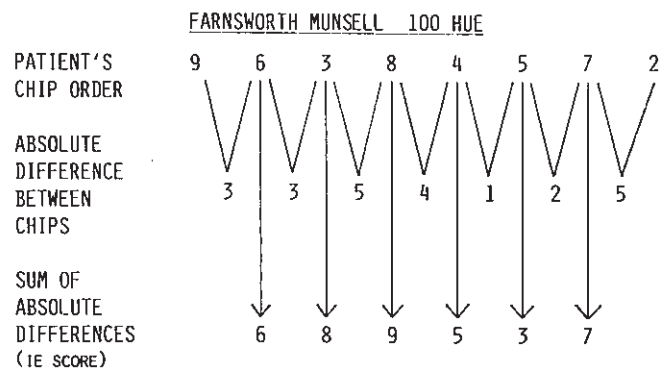 FARNSWORTH MUNSELL 100 HUE
PATIENT'S 9 6 3 8 4 5 7 2
CHIP ORDER
ABSOLUTE
DIFFERENCE
BETWEEN 3 3 5 4 1 2 5
CHIPS
SUM OF
ABSOLUTE
DIFFERENCES 6 8 9 5 3 7
(IE SCORE)